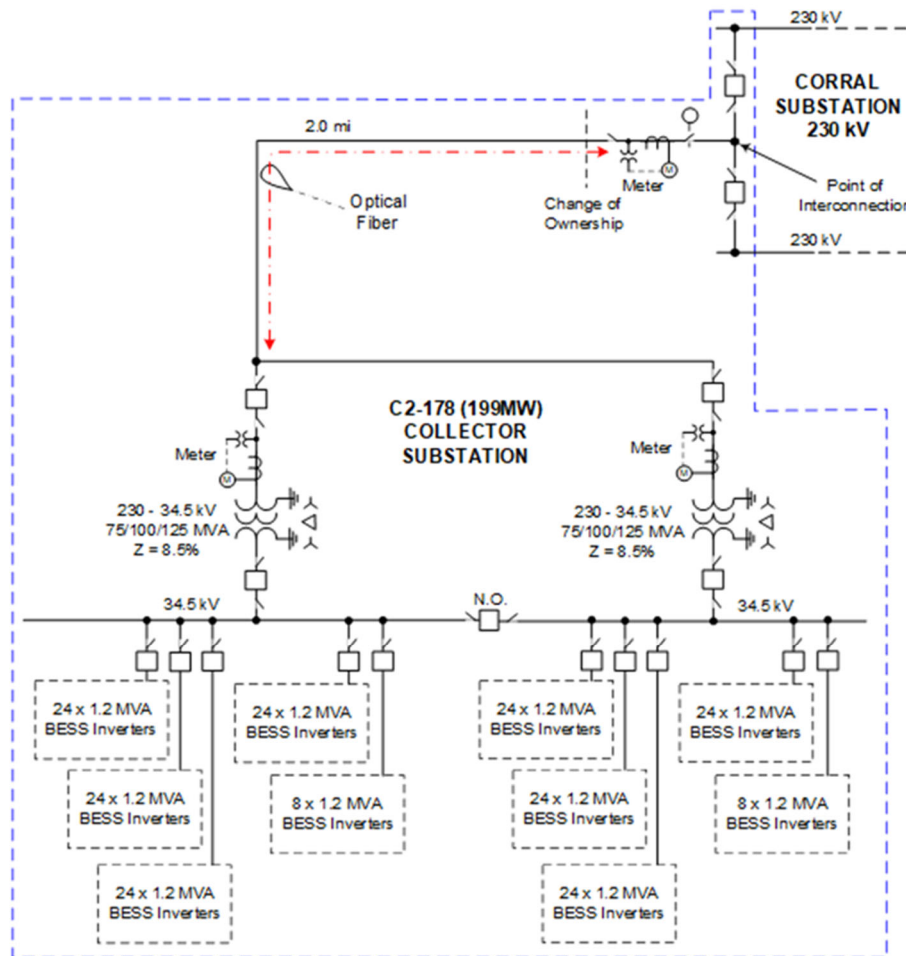 230 kV
CORRAL
SUBSTATION
230 kV
2.0 mi
Meter
M
Optical
Fiber
Change of
Ownership
Point of
Interconnection
230 kV
C2-178 (199MW)
COLLECTOR
SUBSTATION
Meter
M
230 - 34.5 kV
75/100/125 MVA
Z = 8.5%
Meter
M
230 - 34.5 kV
75/100/125 MVA
Z = 8.5%
34.5 kV
N.O.
34.5 kV
24 x 1.2 MVA
BESS Inverters
24 x 1.2 MVA
BESS Inverters
24 x 1.2 MVA
BESS Inverters
24 x 1.2 MVA
BESS Inverters
24 x 1.2 MVA
BESS Inverters
8 x 1.2 MVA
BESS Inverters
24 x 1.2 MVA
BESS Inverters
8 x 1.2 MVA
BESS Inverters
24 x 1.2 MVA
BESS Inverters
24 x 1.2 MVA
BESS Inverters